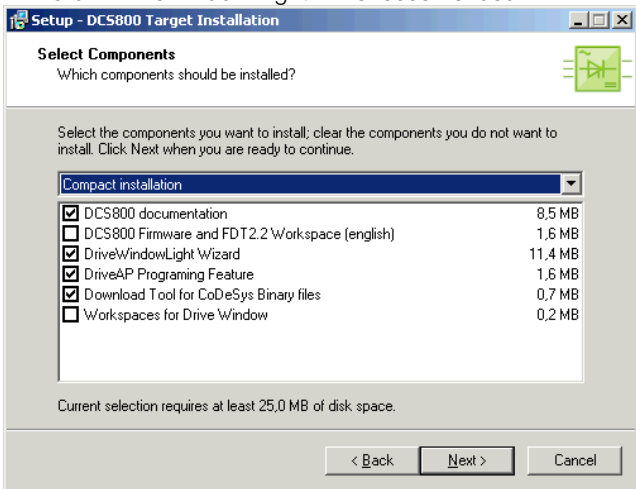 Setup - DCS800 Target Installation
Select Components
Which components should be installed?
Select the components you want to install; clear the components you do not want to
install. Click Next when you are ready to continue.
Compact installation
DCS800 documentation 8,5 MB
DCS800 Firmware and FDT2.2 Workspace (english) 1,6 MB
DriveWindowLight Wizard 11,4 MB
DriveAP Programing Feature 1,6 MB
Download Tool for CoDeSys Binary files 0,7 MB
Workspaces for Drive Window 0,2 MB
Current selection requires at least 25,0 MB of disk space.
< Back Next > Cancel